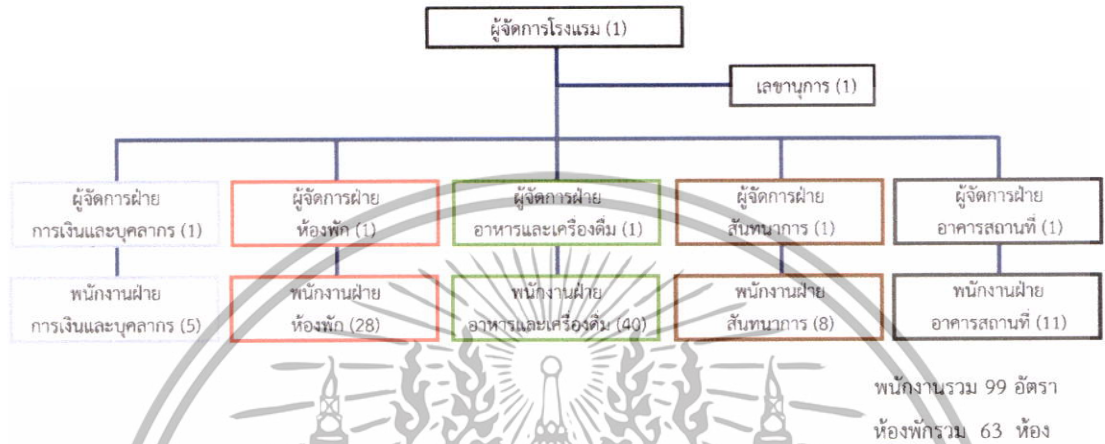 ผู้จัดการโรงแรม (1)
เลขานุการ (1)
ผู้จัดการฝ่าย
การเงินและบุคลากร (1)
ผู้จัดการฝ่าย
ห้องพัก (1)
ผู้จัดการฝ่าย
อาหารและเครื่องดื่ม (1)
ผู้จัดการฝ่าย
สันทนาการ (1)
ผู้จัดการฝ่าย
อาคารสถานที่ (1)
พนักงานฝ่าย
การเงินและบุคลากร (5)
พนักงานฝ่าย
ห้องพัก (28)
พนักงานฝ่าย
อาหารและเครื่องดื่ม (40)
พนักงานฝ่าย
สันทนาการ (8)
พนักงานฝ่าย
อาคารสถานที่ (11)
พนักงานรวม 99 อัตรา
ห้องพักรวม 63 ห้อง